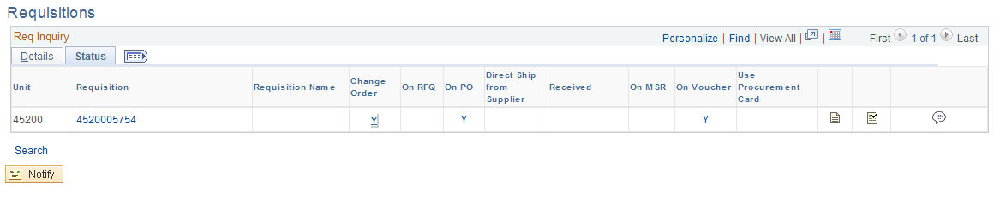 Requisitions
Req Inquiry
Personalize | Find | View All | | First 1 of 1 Last
Details Status
Unit Requisition Requisition Name Change Order On RFQ On PO Direct Ship from Supplier Received On MSR On Voucher Use Procurement Card
45200 4520005754 Y Y Y
Search
Notify